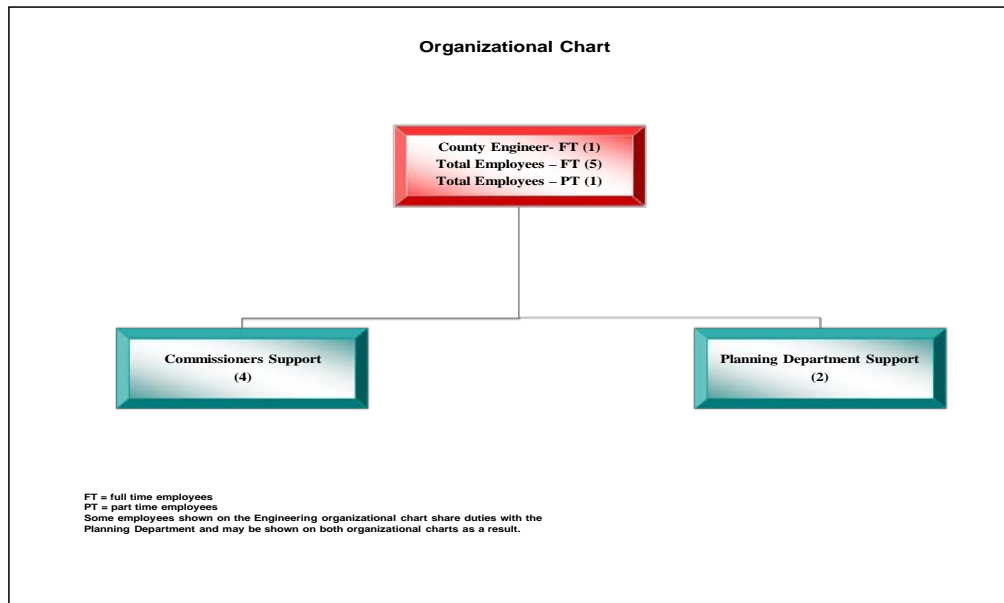 Organizational Chart
County Engineer- FT (1)
Total Employees – FT (5)
Total Employees – PT (1)
Commissioners Support
(4)
Planning Department Support
(2)
FT = full time employees
PT = part time employees
Some employees shown on the Engineering organizational chart share duties with the
Planning Department and may be shown on both organizational charts as a result.